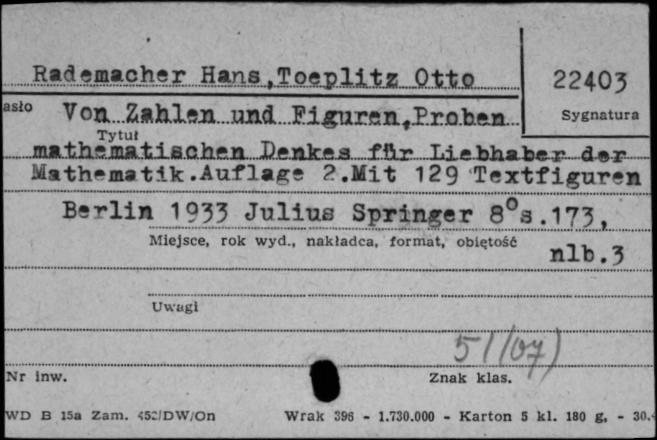 Rademacher Hans,Toeplitz Otto
22403
asło
Von Zahlen und Figuren,Proben
Sygnatura
Tytuł
mathematischen Denkes für Liebhaber der
Mathematik.Auflage 2.Mit 129 Textfiguren
Berlin 1933 Julius Springer 8°s.173,
Miejsce, rok wyd., nakładca, format, objętość
nlb.3
Uwagi
51(07)
Nr inw.
Znak klas.
WD B 15a Zam. /DW/On Wrak 396 - 1.730.000 - Karton 5 kl. 180 g. - 30.